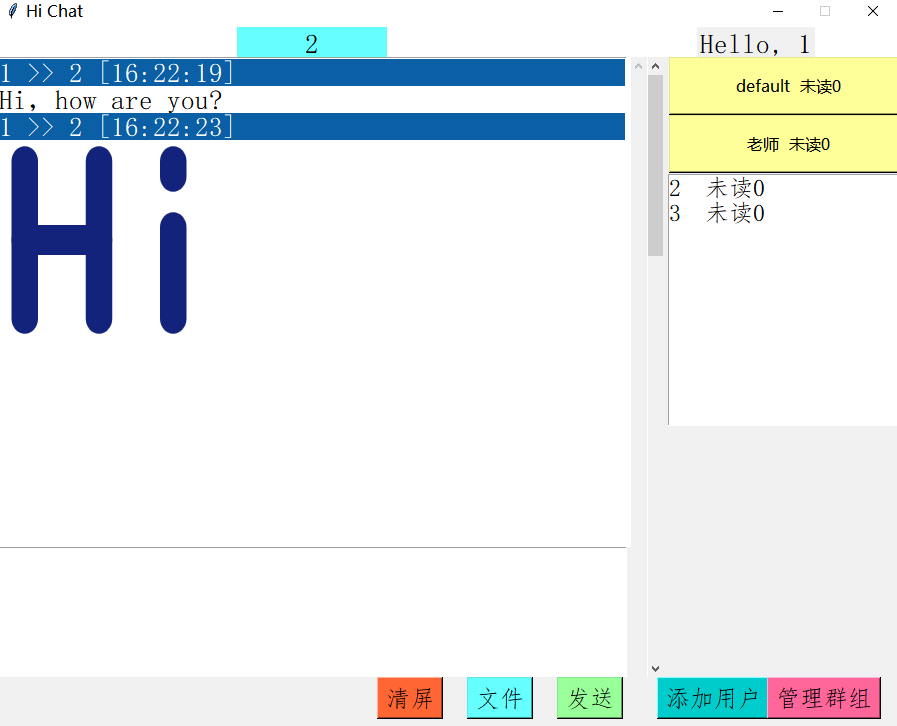 Hi Chat
2
Hello, 1
1 >> 2 [16:22:19]
Hi, how are you?
1 >> 2 [16:22:23]
Hi
default 未读0
老师 未读0
2 未读0
3 未读0
清屏
文件
发送
添加用户
管理群组